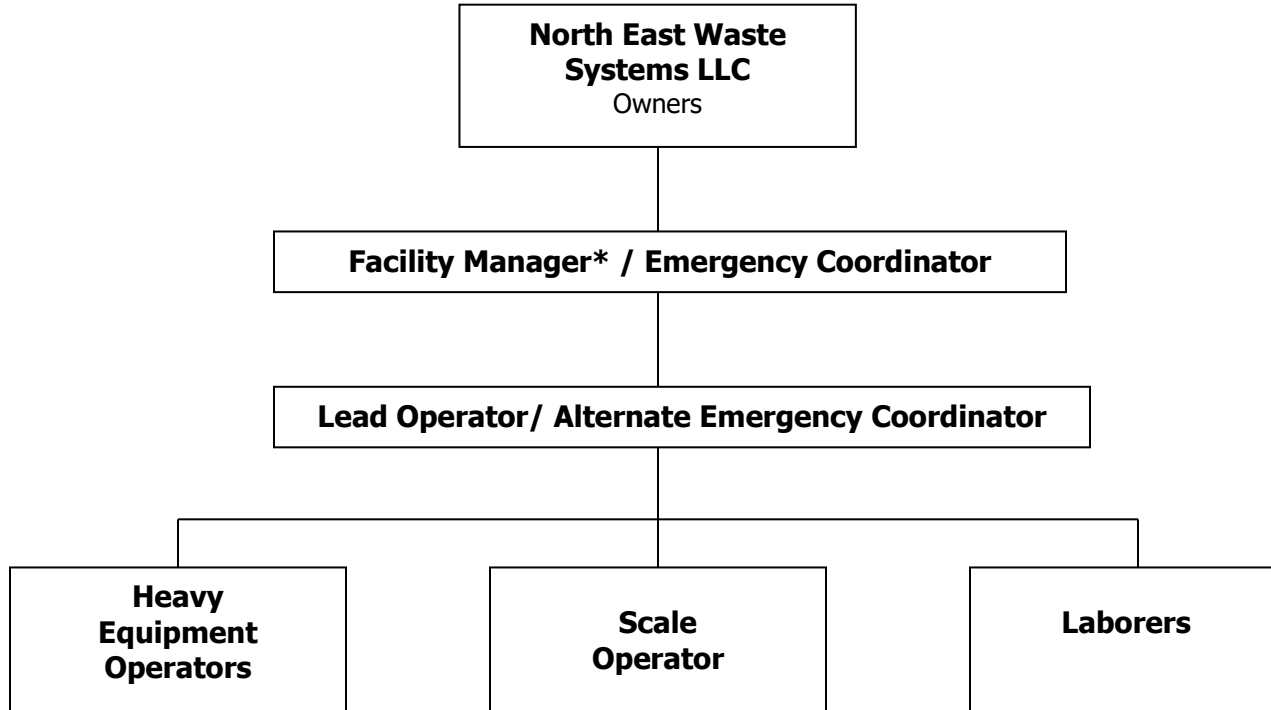 North East Waste
Systems LLC
Owners
Facility Manager* / Emergency Coordinator
Lead Operator/ Alternate Emergency Coordinator
Heavy
Equipment
Operators
Scale
Operator
Laborers